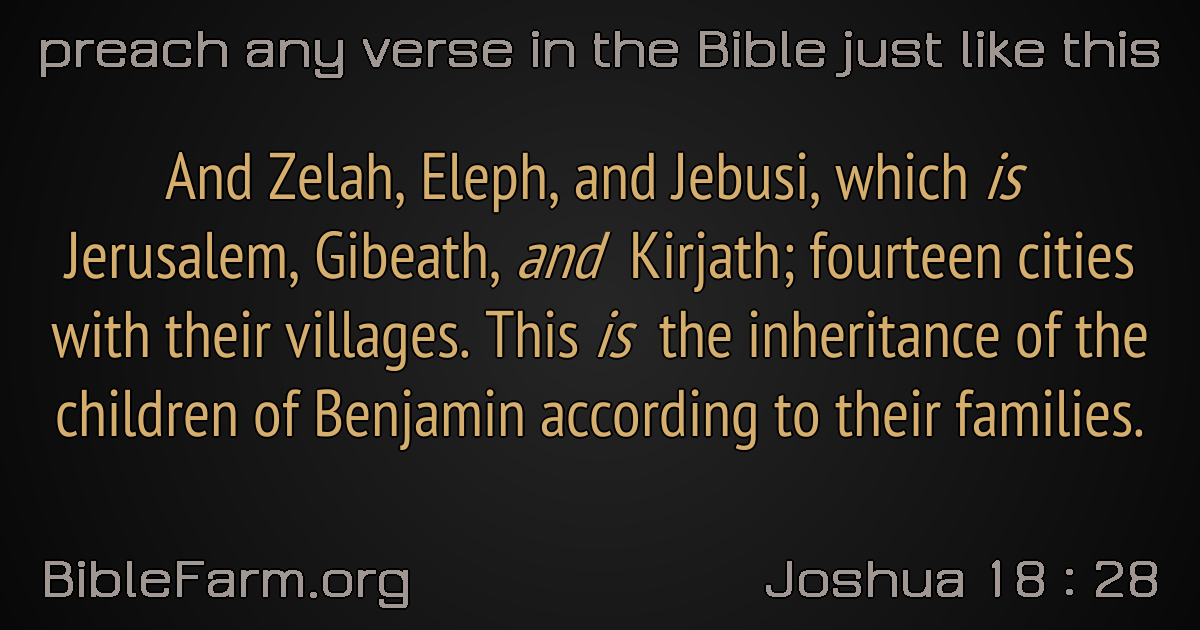 preach any verse in the Bible just like this
And Zelah, Eleph, and Jebusi, which is
Jerusalem, Gibeath, and Kirjath; fourteen cities
with their villages. This is the inheritance of the
children of Benjamin according to their families.
BibleFarm.org
Joshua 18 : 28